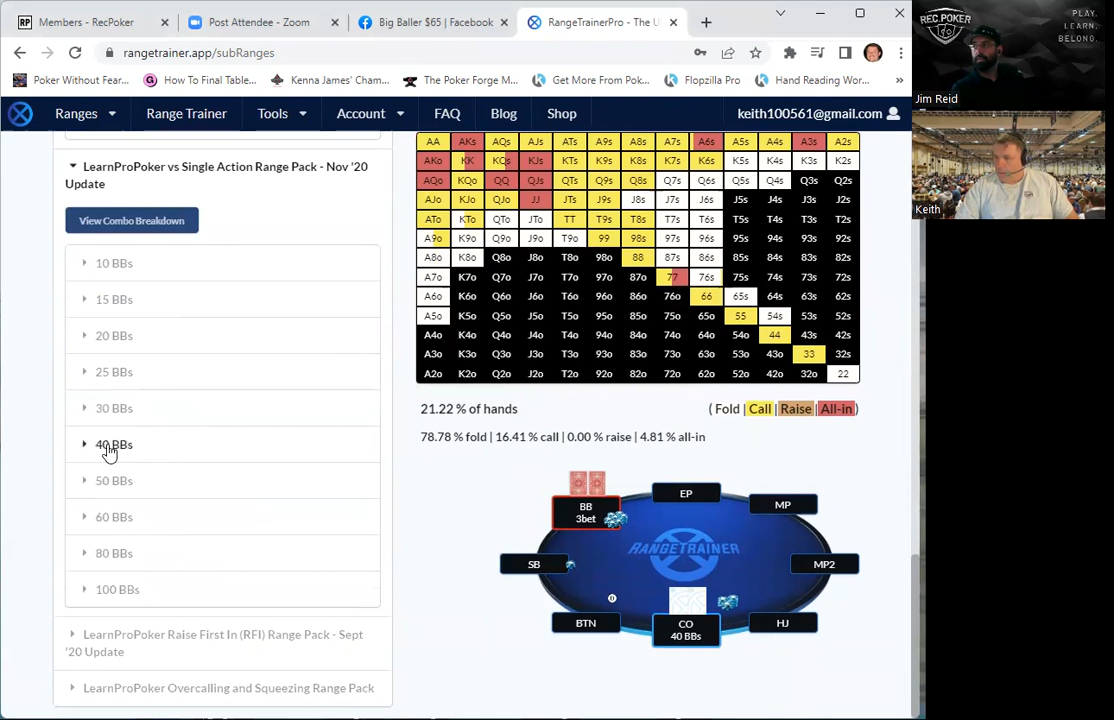 Members - RecPoker
Post Attendee - Zoom
Big Baller $65 | Facebook
RangeTrainerPro - The U
rangetrainer.app/subRanges
Poker Without Fear...
How To Final Table...
Kenna James' Cham...
The Poker Forge M...
Get More From Pok...
Flopzilla Pro
Hand Reading Wor...
Ranges
Range Trainer
Tools
Account
FAQ
Blog
Shop
keith100561@gmail.com
LearnProPoker vs Single Action Range Pack - Nov '20
Update
View Combo Breakdown
10 BBs
15 BBs
20 BBs
25 BBs
30 BBs
40 BBs
50 BBs
60 BBs
80 BBs
100 BBs
LearnProPoker Raise First In (RFI) Range Pack - Sept
'20 Update
LearnProPoker Overcalling and Squeezing Range Pack
AA AKs AQs AJs ATs A9s A8s A7s A6s A5s A4s A3s A2s
AKo KK KQs KJs KTs K9s K8s K7s K6s K5s K4s K3s K2s
AQo KQo QQ QJs QTs Q9s Q8s Q7s Q6s Q5s Q4s Q3s Q2s
AJo KJo QJo JJ JTs J9s J8s J7s J6s J5s J4s J3s J2s
ATo KTo QTo JTo TT T9s T8s T7s T6s T5s T4s T3s T2s
A9o K9o Q9o J9o T9o 99 98s 97s 96s 95s 94s 93s 92s
A8o K8o Q8o J8o T8o 98o 88 87s 86s 85s 84s 83s 82s
A7o K7o Q7o J7o T7o 97o 87o 77 76s 75s 74s 73s 72s
A6o K6o Q6o J6o T6o 96o 86o 76o 66 65s 64s 63s 62s
A5o K5o Q5o J5o T5o 95o 85o 75o 65o 55 54s 53s 52s
A4o K4o Q4o J4o T4o 94o 84o 74o 64o 54o 44 43s 42s
A3o K3o Q3o J3o T3o 93o 83o 73o 63o 53o 43o 33 32s
A2o K2o Q2o J2o T2o 92o 82o 72o 62o 52o 42o 32o 22
21.22 % of hands
( Fold | Call | Raise | All-in )
78.78 % fold | 16.41 % call | 0.00 % raise | 4.81 % all-in
BB
3bet
EP
MP
SB
RANGETRAINER
MP2
BTN
CO
40 BBs
HJ
REC.POKER
PLAY.
LEARN.
BELONG.
Jim Reid
Keith